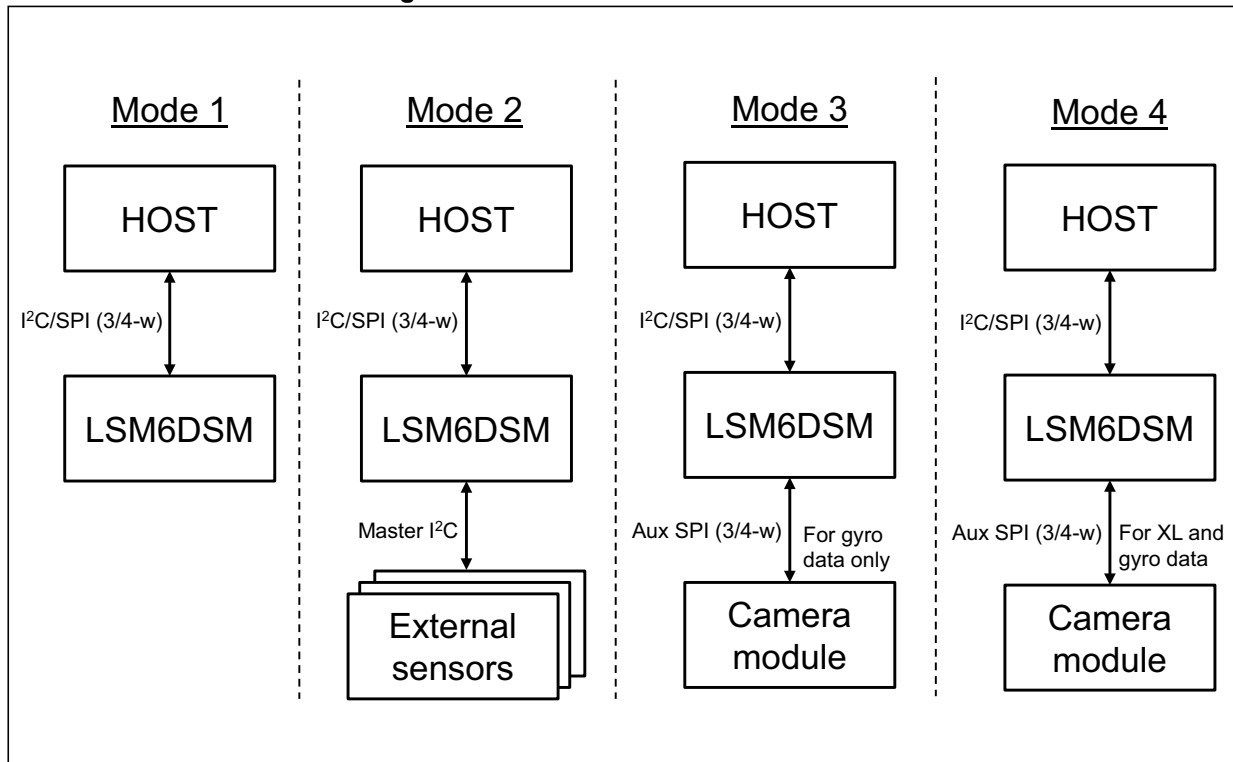 Mode 1
HOST
I²C/SPI (3/4-w)
LSM6DSM
Mode 2
HOST
I²C/SPI (3/4-w)
LSM6DSM
Master I²C
External
sensors
Mode 3
HOST
I²C/SPI (3/4-w)
LSM6DSM
Aux SPI (3/4-w)
For gyro
data only
Camera
module
Mode 4
HOST
I²C/SPI (3/4-w)
LSM6DSM
Aux SPI (3/4-w)
For XL and
gyro data
Camera
module